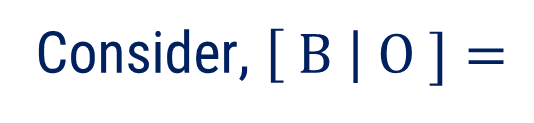 Consider, [ B | O ] =